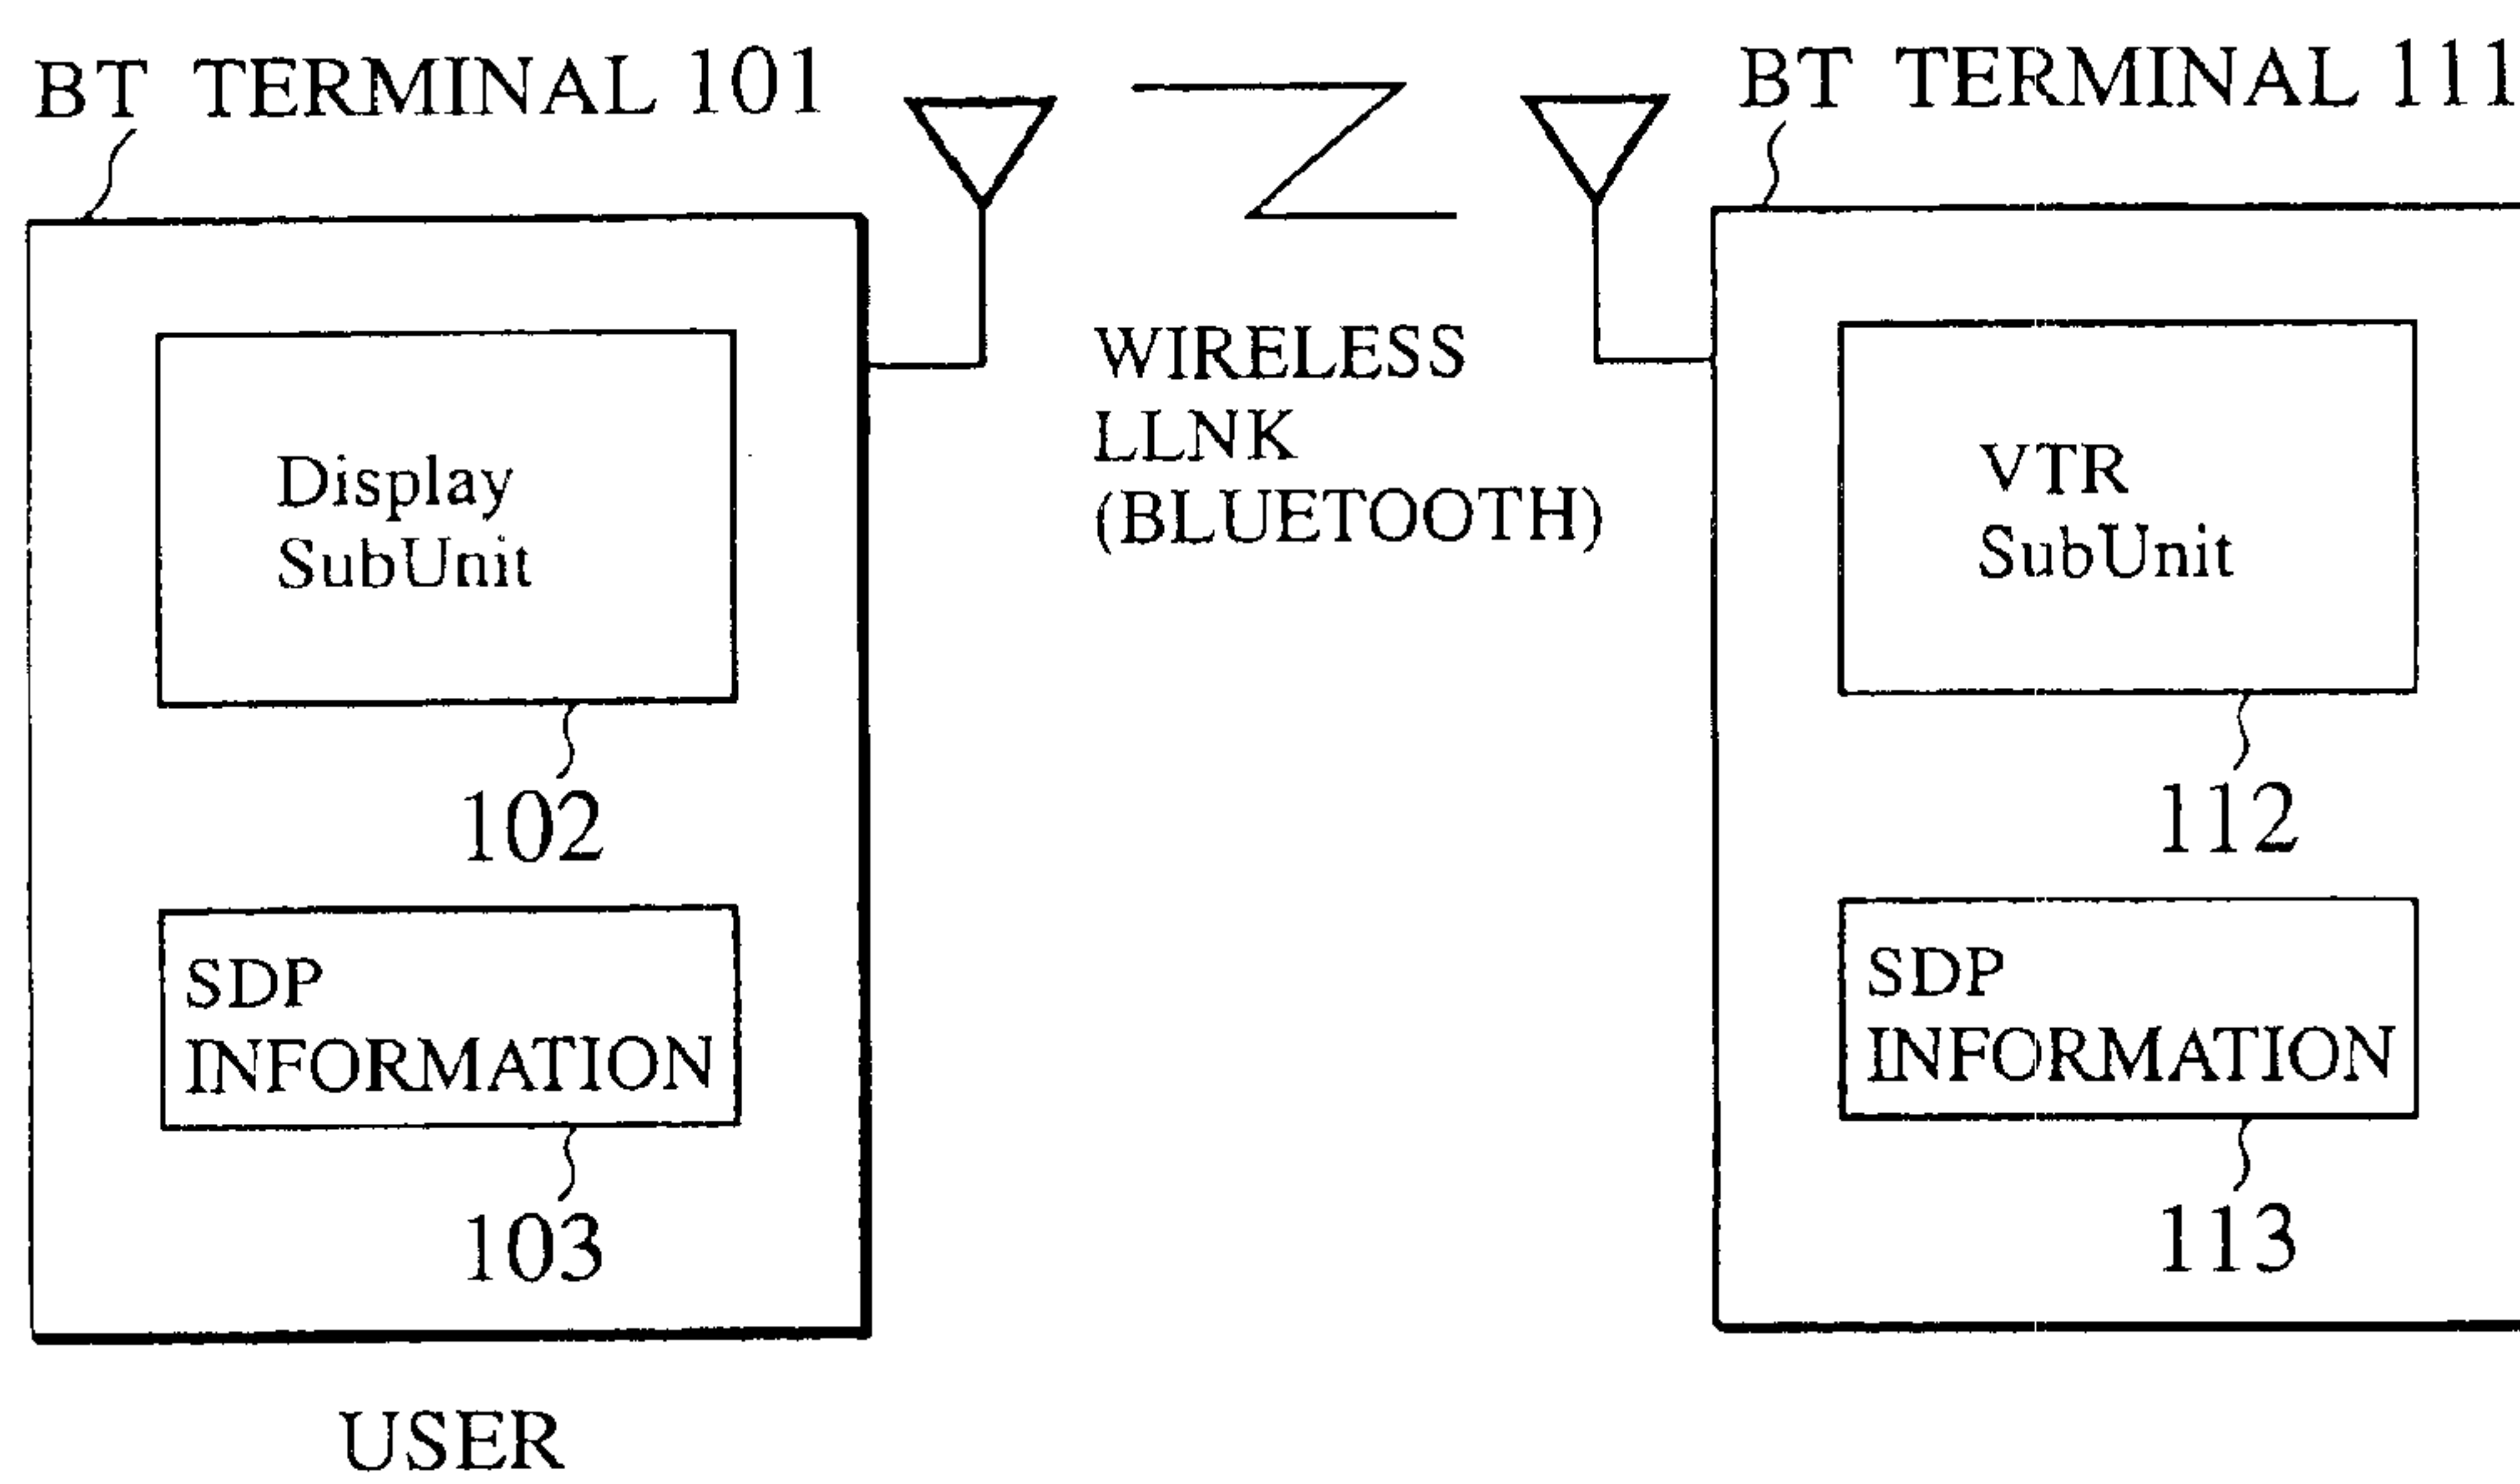 BT TERMINAL 101
BT TERMINAL 111
WIRELESS
LLNK
(BLUETOOTH)
Display
SubUnit
102
SDP
INFORMATION
103
USER
VTR
SubUnit
112
SDP
INFORMATION
113